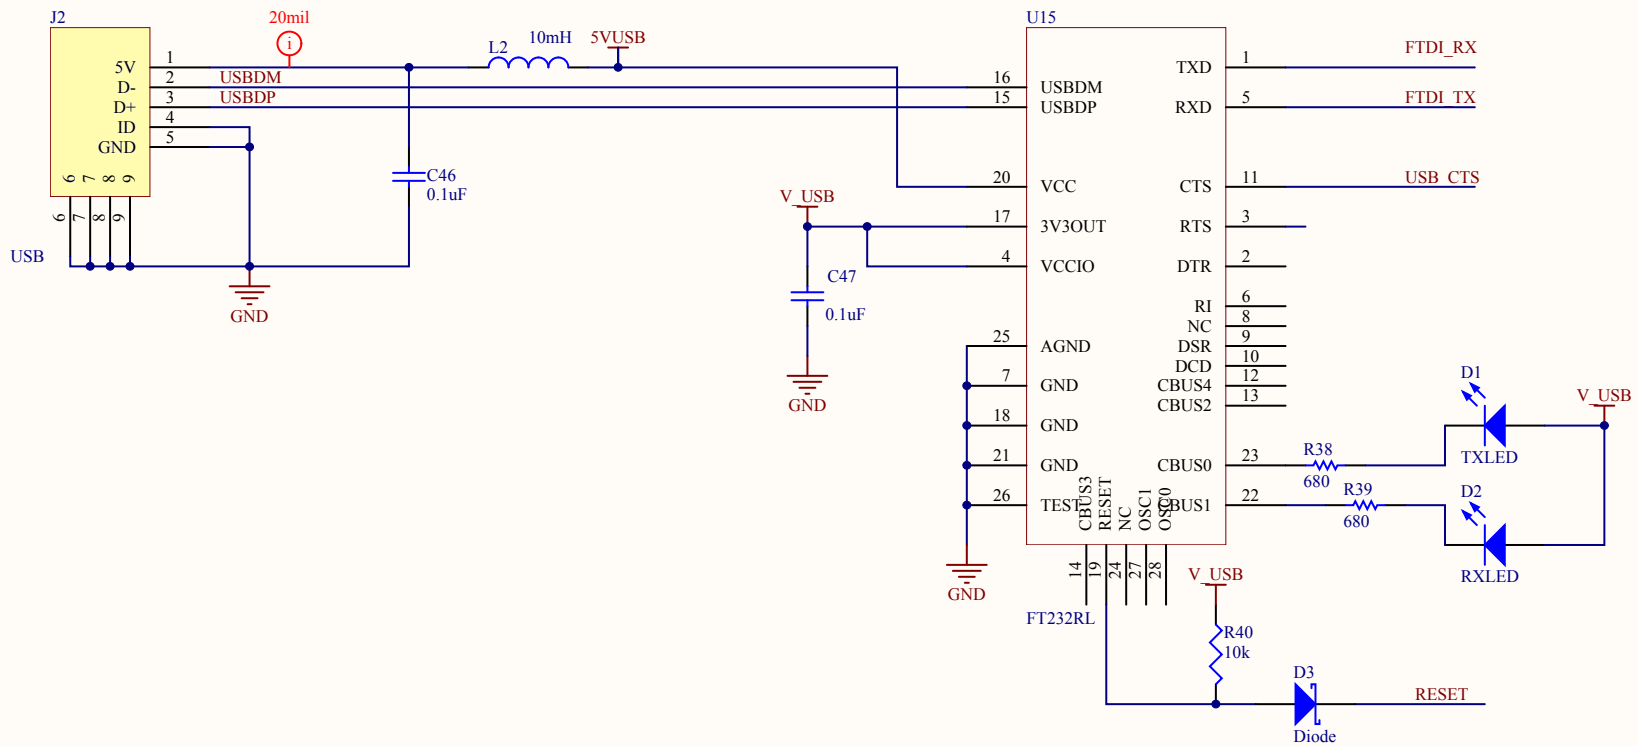 J2
20mil
i
L2
10mH
5VUSB
5V
1
D-
2
USBDM
D+
3
USBDP
ID
4
GND
5
6
7
8
9
6
7
8
9
USB
GND
C46
0.1uF
V_USB
C47
0.1uF
GND
U15
16
USBDM
15
USBDP
20
VCC
17
3V3OUT
4
VCCIO
25
AGND
7
GND
18
GND
21
GND
26
TEST
GND
TXD
1
FTDI_RX
RXD
5
FTDI_TX
CTS
11
USB_CTS
RTS
3
DTR
2
RI
6
NC
8
DSR
9
DCD
10
CBUS4
12
CBUS2
13
CBUS0
23
CBUS1
22
CBUS3
RESET
NC
OSC1
OSC0
14
19
24
27
28
FT232RL
R38
680
R39
680
D1
TXLED
D2
RXLED
V_USB
V_USB
R40
10k
D3
Diode
RESET